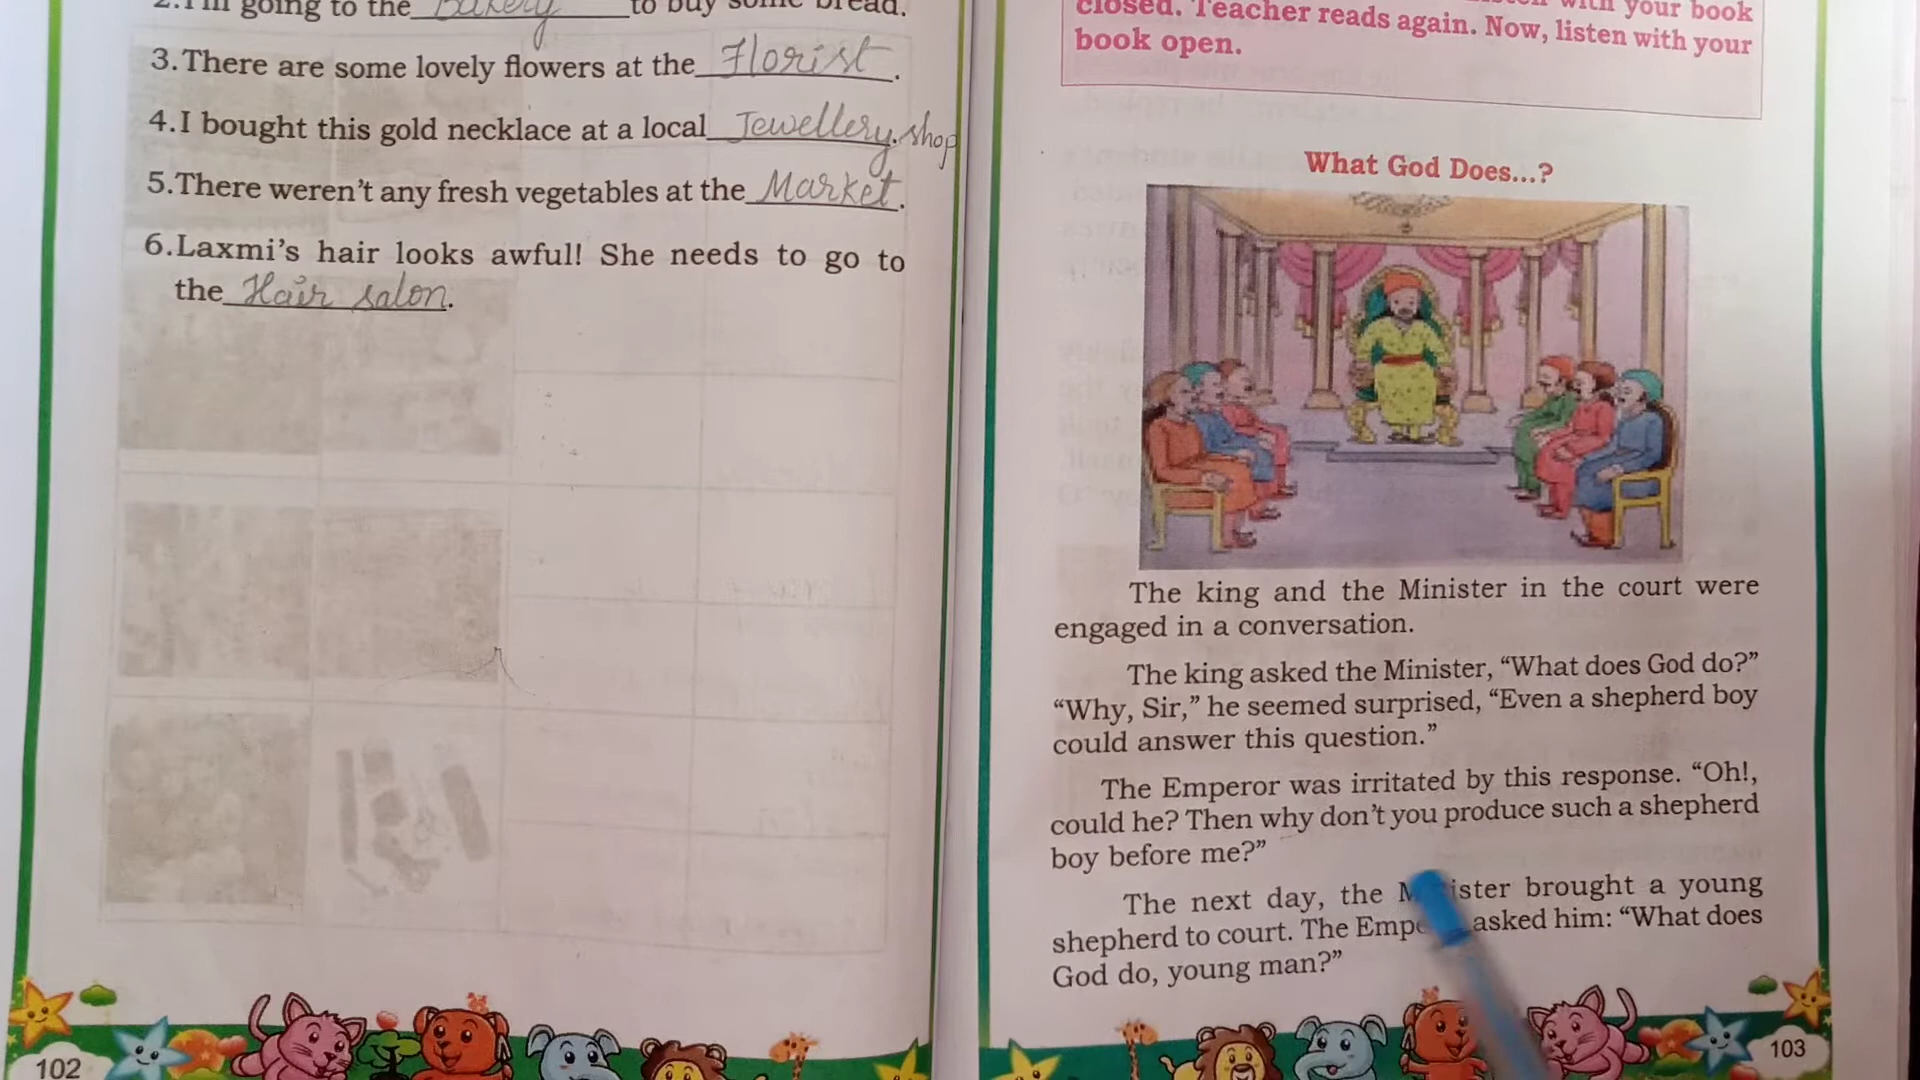 2.I'm going to the Bakery to buy some bread.
3.There are some lovely flowers at the Florist.
4.I bought this gold necklace at a local Jewellery shop.
5.There weren't any fresh vegetables at the Market.
6.Laxmi's hair looks awful! She needs to go to
the Hair salon.
102
with your book
closed. Teacher reads again. Now, listen with your
book open.
What God Does...?
The king and the Minister in the court were
engaged in a conversation.
The king asked the Minister, "What does God do?"
"Why, Sir," he seemed surprised, "Even a shepherd boy
could answer this question."
The Emperor was irritated by this response. "Oh!,
could he? Then why don't you produce such a shepherd
boy before me?"
The next day, the Minister brought a young
shepherd to court. The Emperor asked him: "What does
God do, young man?"
103